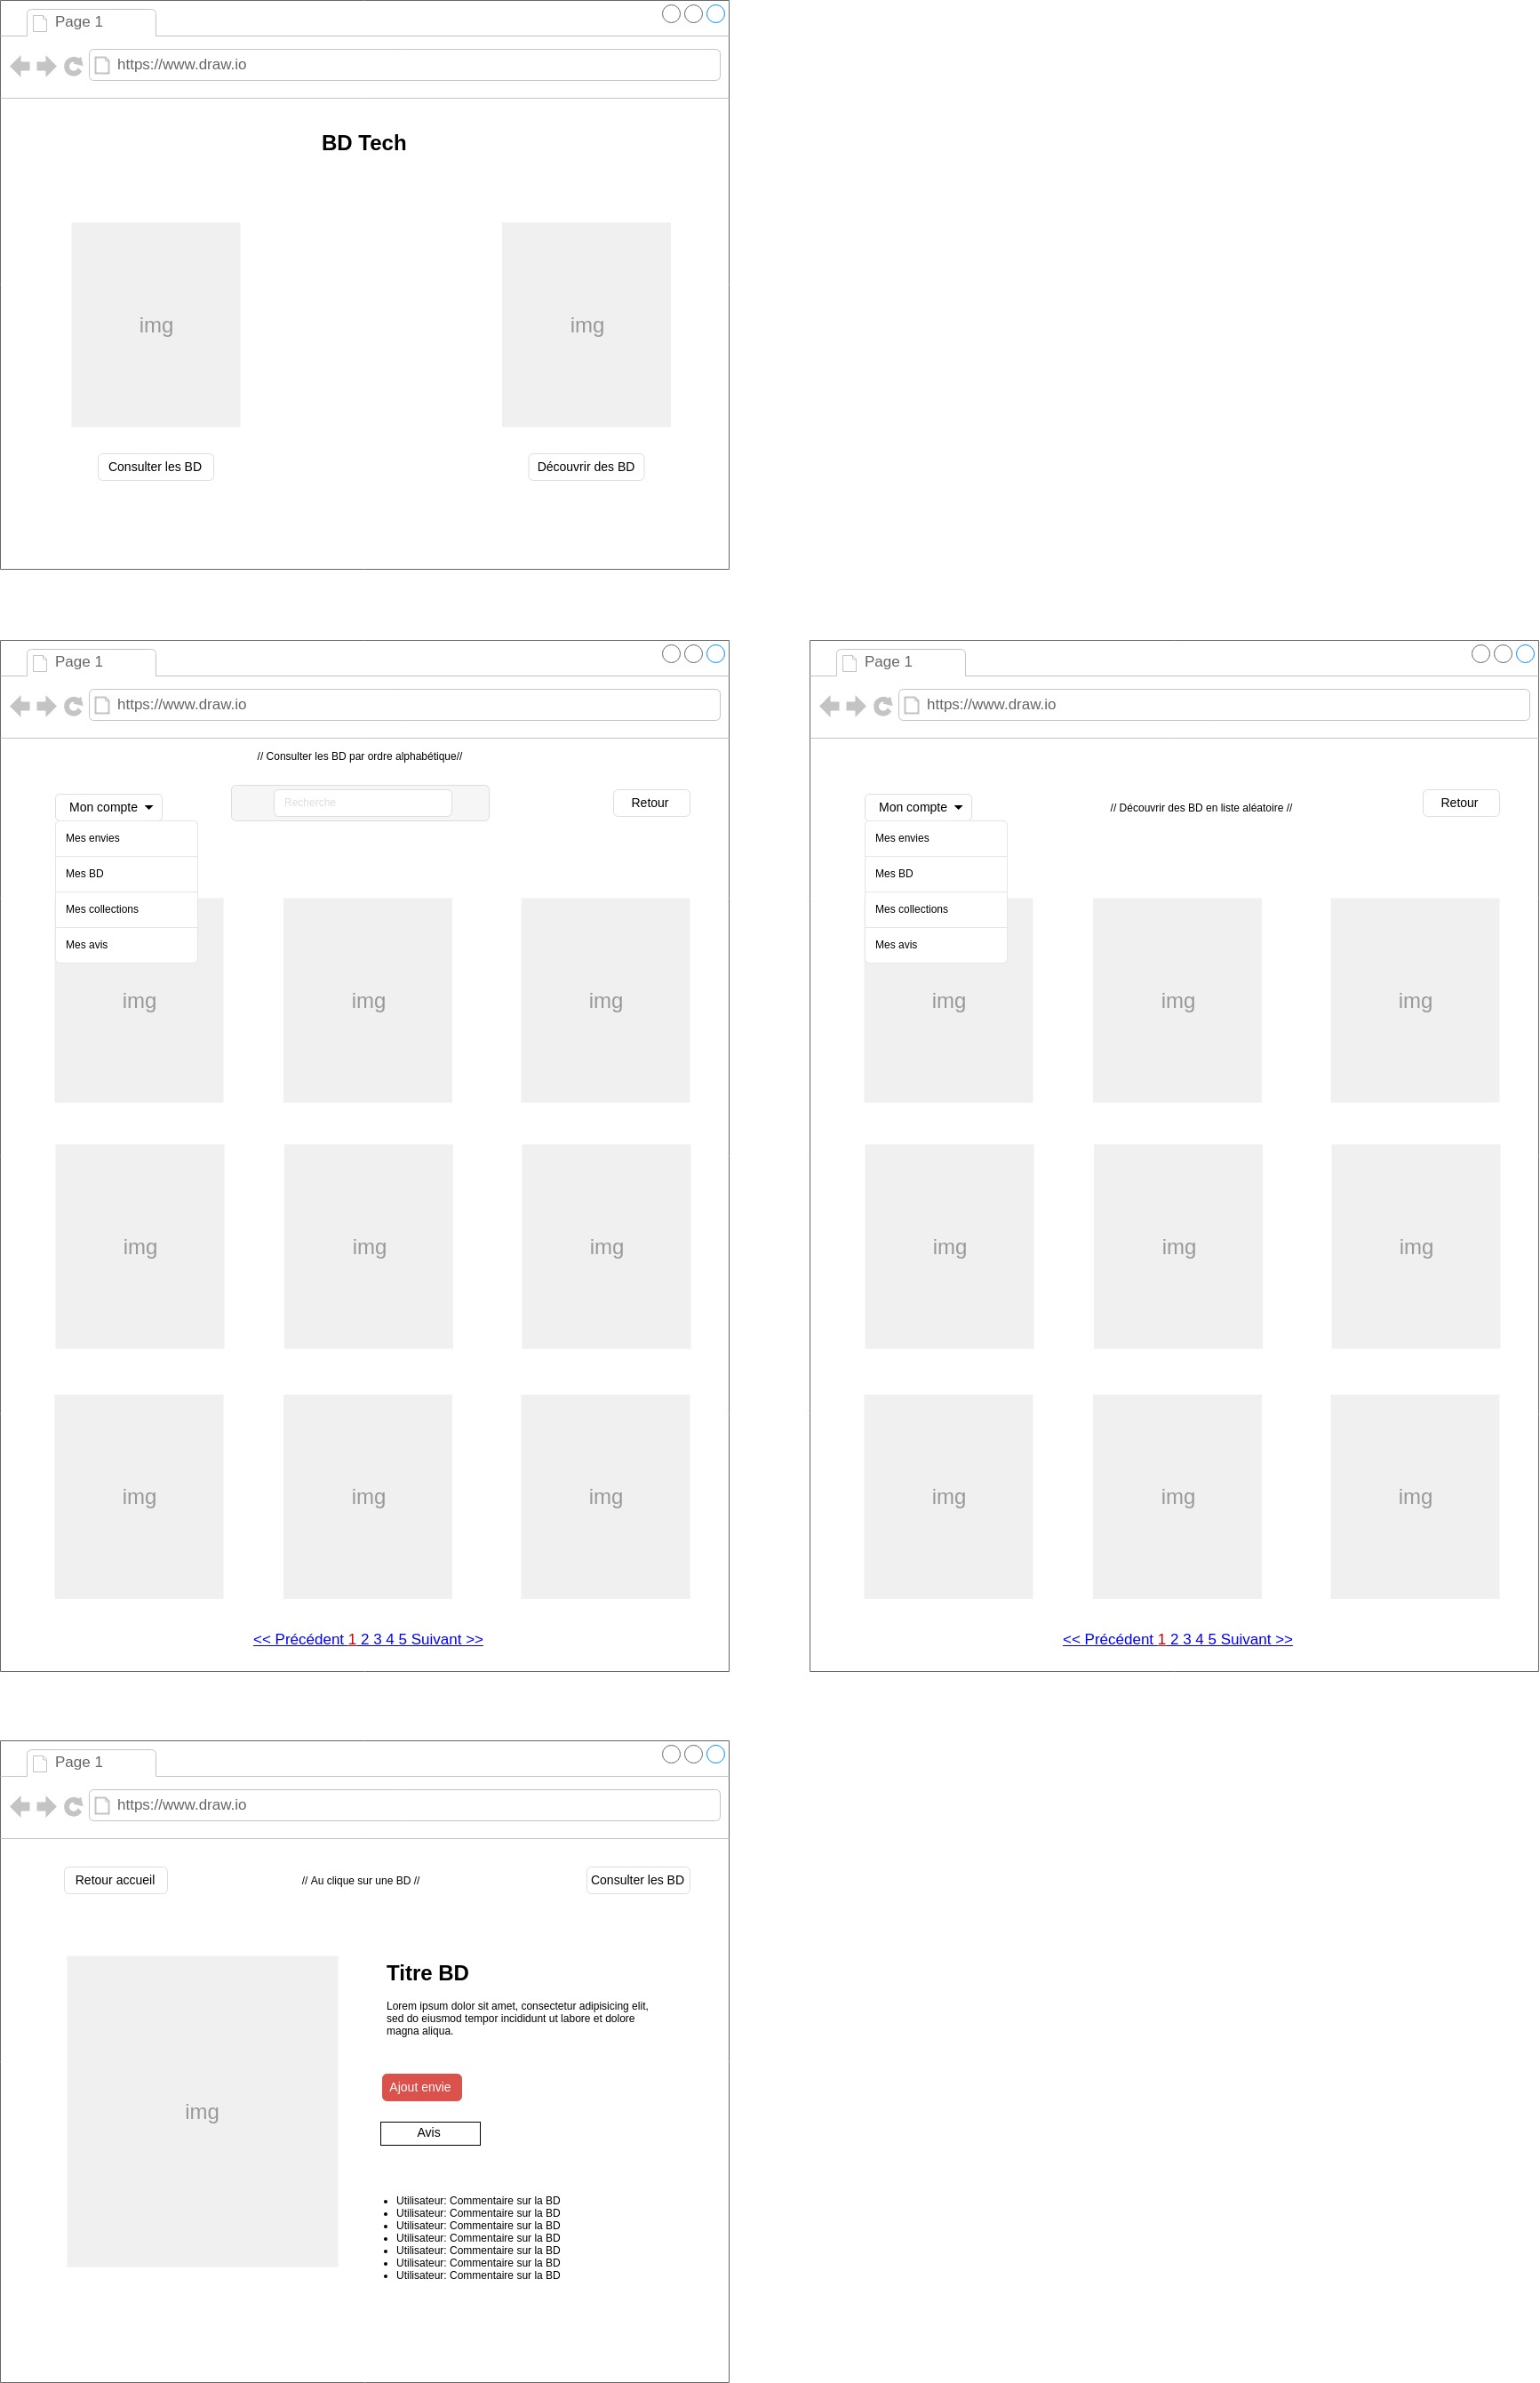 Page 1
https://www.draw.io
BD Tech
img
img
Consulter les BD
Découvrir des BD
Page 1
https://www.draw.io
// Consulter les BD par ordre alphabétique//
Mon compte
Recherche
Retour
Mes envies
Mes BD
Mes collections
Mes avis
img
img
img
img
img
img
img
img
img
<< Précédent 1 2 3 4 5 Suivant >>
Page 1
https://www.draw.io
Mon compte
// Découvrir des BD en liste aléatoire //
Retour
Mes envies
Mes BD
Mes collections
Mes avis
img
img
img
img
img
img
img
img
img
<< Précédent 1 2 3 4 5 Suivant >>
Page 1
https://www.draw.io
Retour accueil
// Au clique sur une BD //
Consulter les BD
img
Titre BD
Lorem ipsum dolor sit amet, consectetur adipisicing elit,
sed do eiusmod tempor incididunt ut labore et dolore
magna aliqua.
Ajout envie
Avis
Utilisateur: Commentaire sur la BD
Utilisateur: Commentaire sur la BD
Utilisateur: Commentaire sur la BD
Utilisateur: Commentaire sur la BD
Utilisateur: Commentaire sur la BD
Utilisateur: Commentaire sur la BD
Utilisateur: Commentaire sur la BD